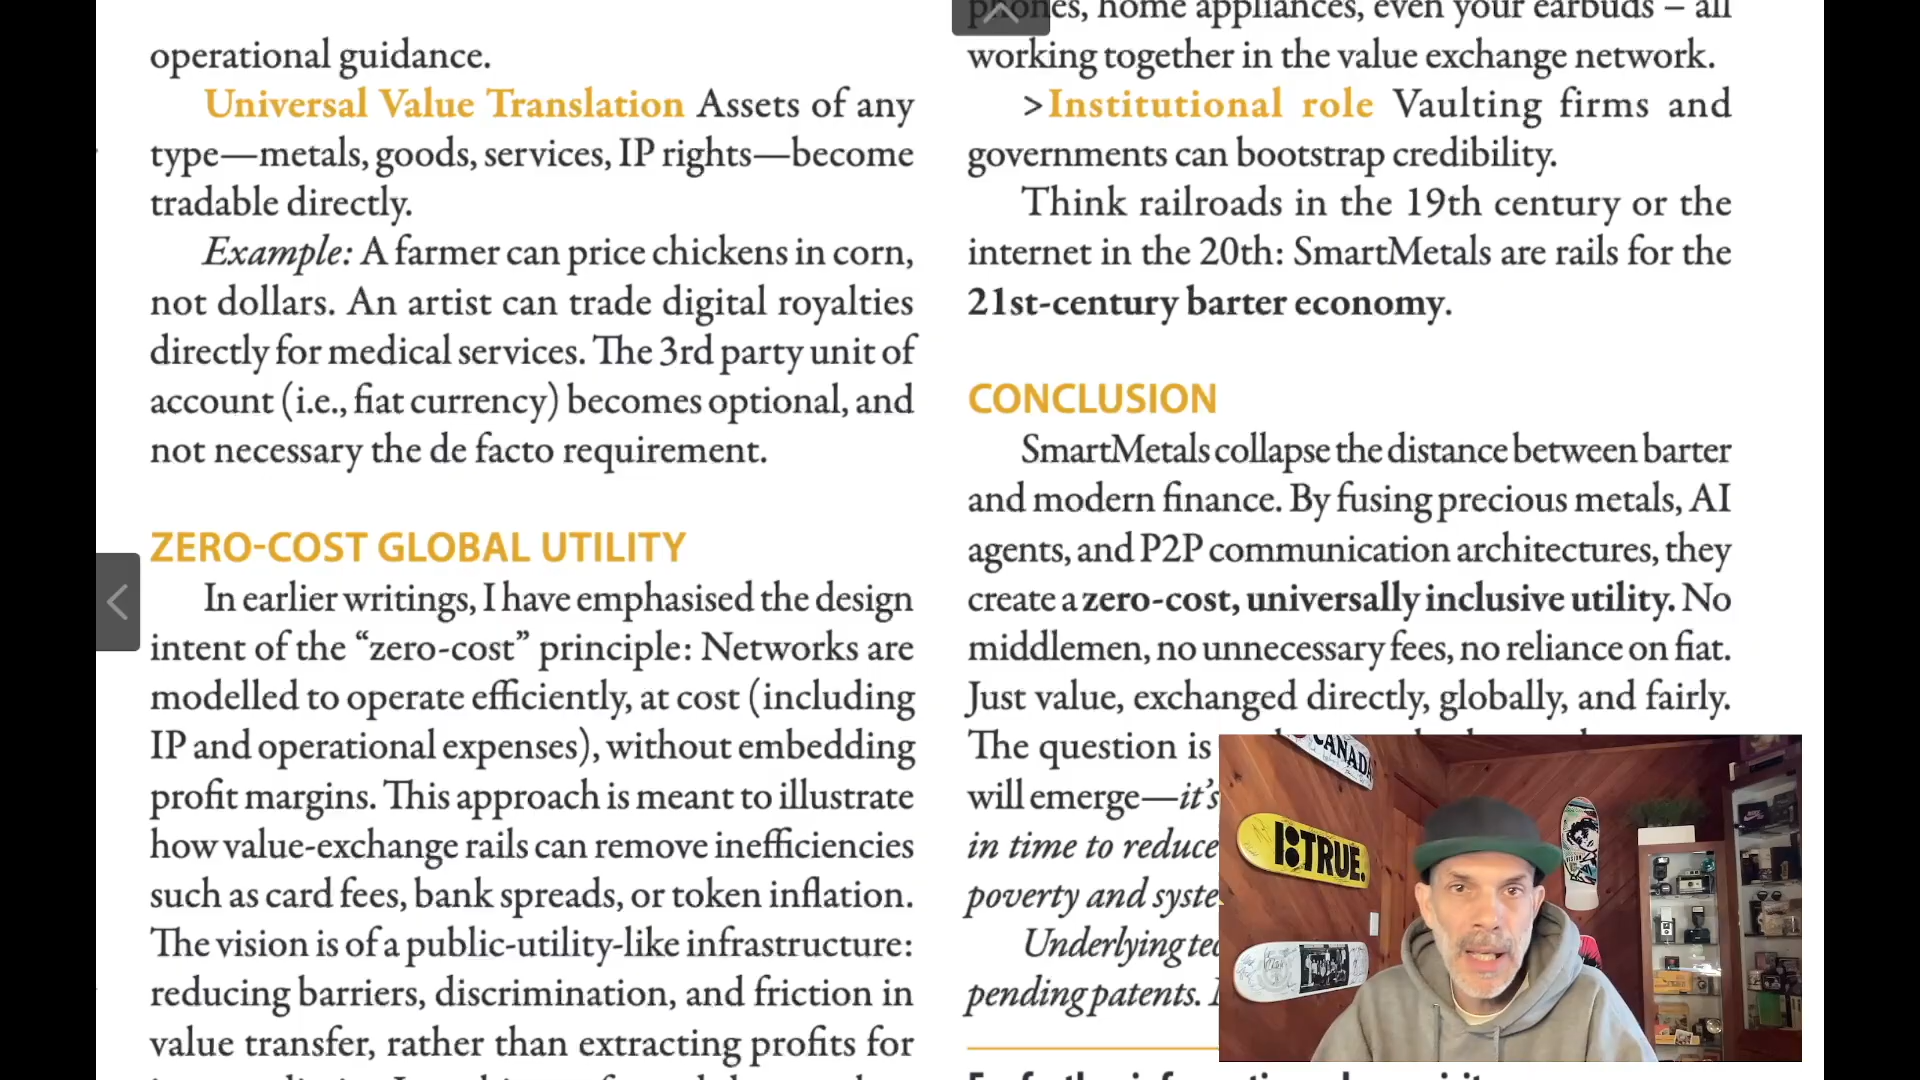 operational guidance.
Universal Value Translation Assets of any
type—metals, goods, services, IP rights—become
tradable directly.
Example: A farmer can price chickens in corn,
not dollars. An artist can trade digital royalties
directly for medical services. The 3rd party unit of
account (i.e., fiat currency) becomes optional, and
not necessary the de facto requirement.
ZERO-COST GLOBAL UTILITY
In earlier writings, I have emphasised the design
intent of the “zero-cost” principle: Networks are
modelled to operate efficiently, at cost (including
IP and operational expenses), without embedding
profit margins. This approach is meant to illustrate
how value-exchange rails can remove inefficiencies
such as card fees, bank spreads, or token inflation.
The vision is of a public-utility-like infrastructure:
reducing barriers, discrimination, and friction in
value transfer, rather than extracting profits for
phones, home appliances, even your earbuds – all
working together in the value exchange network.
>Institutional role Vaulting firms and
governments can bootstrap credibility.
Think railroads in the 19th century or the
internet in the 20th: SmartMetals are rails for the
21st-century barter economy.
CONCLUSION
SmartMetals collapse the distance between barter
and modern finance. By fusing precious metals, AI
agents, and P2P communication architectures, they
create a zero-cost, universally inclusive utility. No
middlemen, no unnecessary fees, no reliance on fiat.
Just value, exchanged directly, globally, and fairly.
The question is
will emerge—it’s
in time to reduce
poverty and syste
Underlying tec
pending patents.
CANADA
TRUE.
VISION